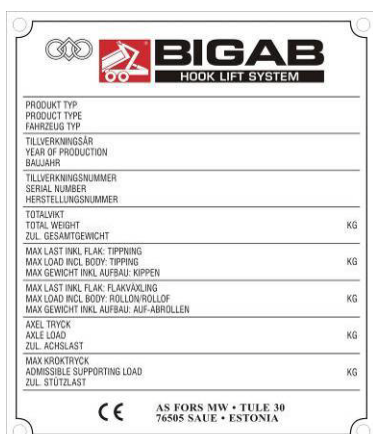 BIGAB
HOOK LIFT SYSTEM
PRODUKT TYP
PRODUCT TYPE
FAHRZEUG TYP
TILLVERKNINGSÅR
YEAR OF PRODUCTION
BAUJAHR
TILLVERKNINGSNUMMER
SERIAL NUMBER
HERSTELLUNGSNUMMER
TOTALVIKT
TOTAL WEIGHT KG
ZUL. GESAMTGEWICHT
MAX LAST INKL FLAK: TIPPNING
MAX LOAD INCL BODY: TIPPING KG
MAX GEWICHT INKL AUFBAU: KIPPEN
MAX LAST INKL FLAK: FLAKVÄXLING
MAX LOAD INCL BODY: ROLLON/ROLLOF KG
MAX GEWICHT INKL AUFBAU: AUF-ABROLLEN
AXEL TRYCK
AXLE LOAD KG
ZUL. ACHSLAST
MAX KROKTRYCK
ADMISSIBLE SUPPORTING LOAD KG
ZUL. STÜTZLAST
CE AS FORS MW • TULE 30
76505 SAUE • ESTONIA